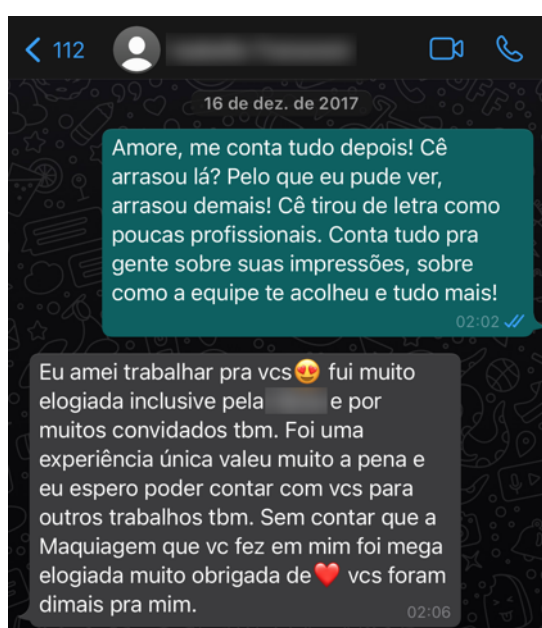 112
16 de dez. de 2017
Amore, me conta tudo depois! Cê
arrasou lá? Pelo que eu pude ver,
arrasou demais! Cê tirou de letra como
poucas profissionais. Conta tudo pra
gente sobre suas impressões, sobre
como a equipe te acolheu e tudo mais!
02:02
Eu amei trabalhar pra vcs😍 fui muito
elogiada inclusive pela e por
muitos convidados tbm. Foi uma
experiência única valeu muito a pena e
eu espero poder contar com vcs para
outros trabalhos tbm. Sem contar que a
Maquiagem que vc fez em mim foi mega
elogiada muito obrigada de❤️ vcs foram
dimais pra mim.
02:06